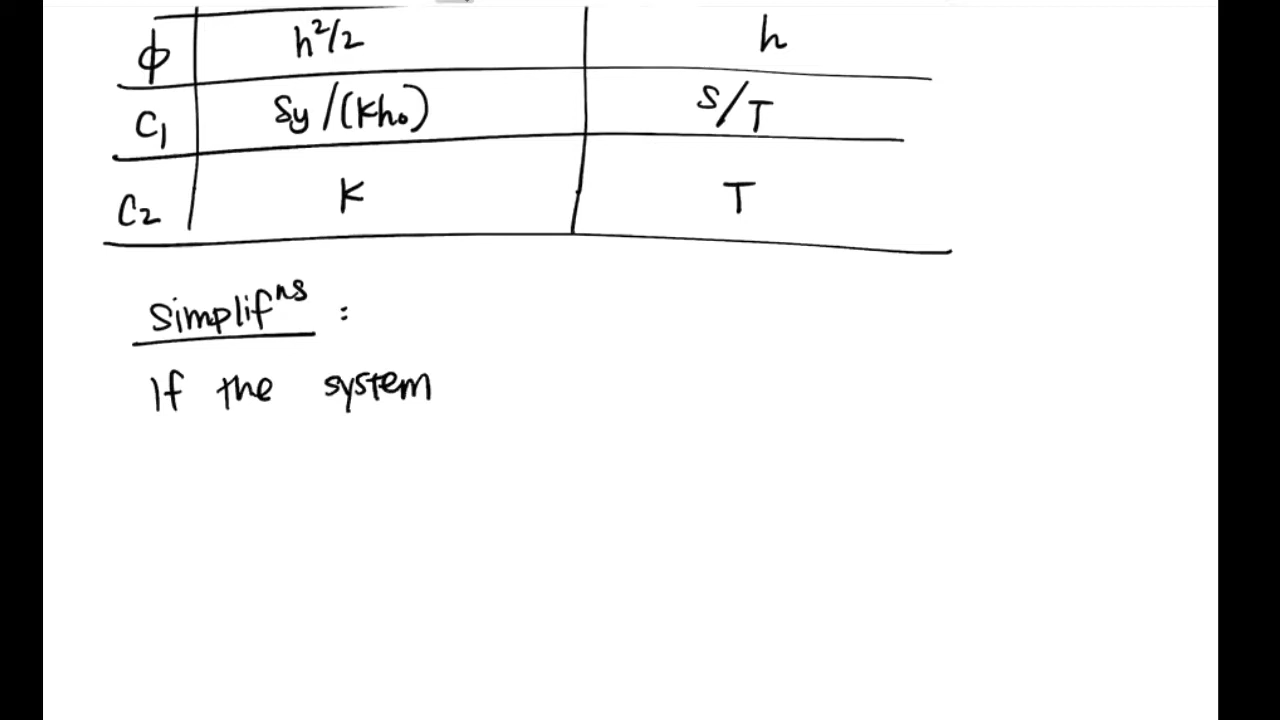 ϕ h²/2 h
C₁ Sy/(Kh₀) S/T
C₂ K T
Simplifⁿˢ :
If the system